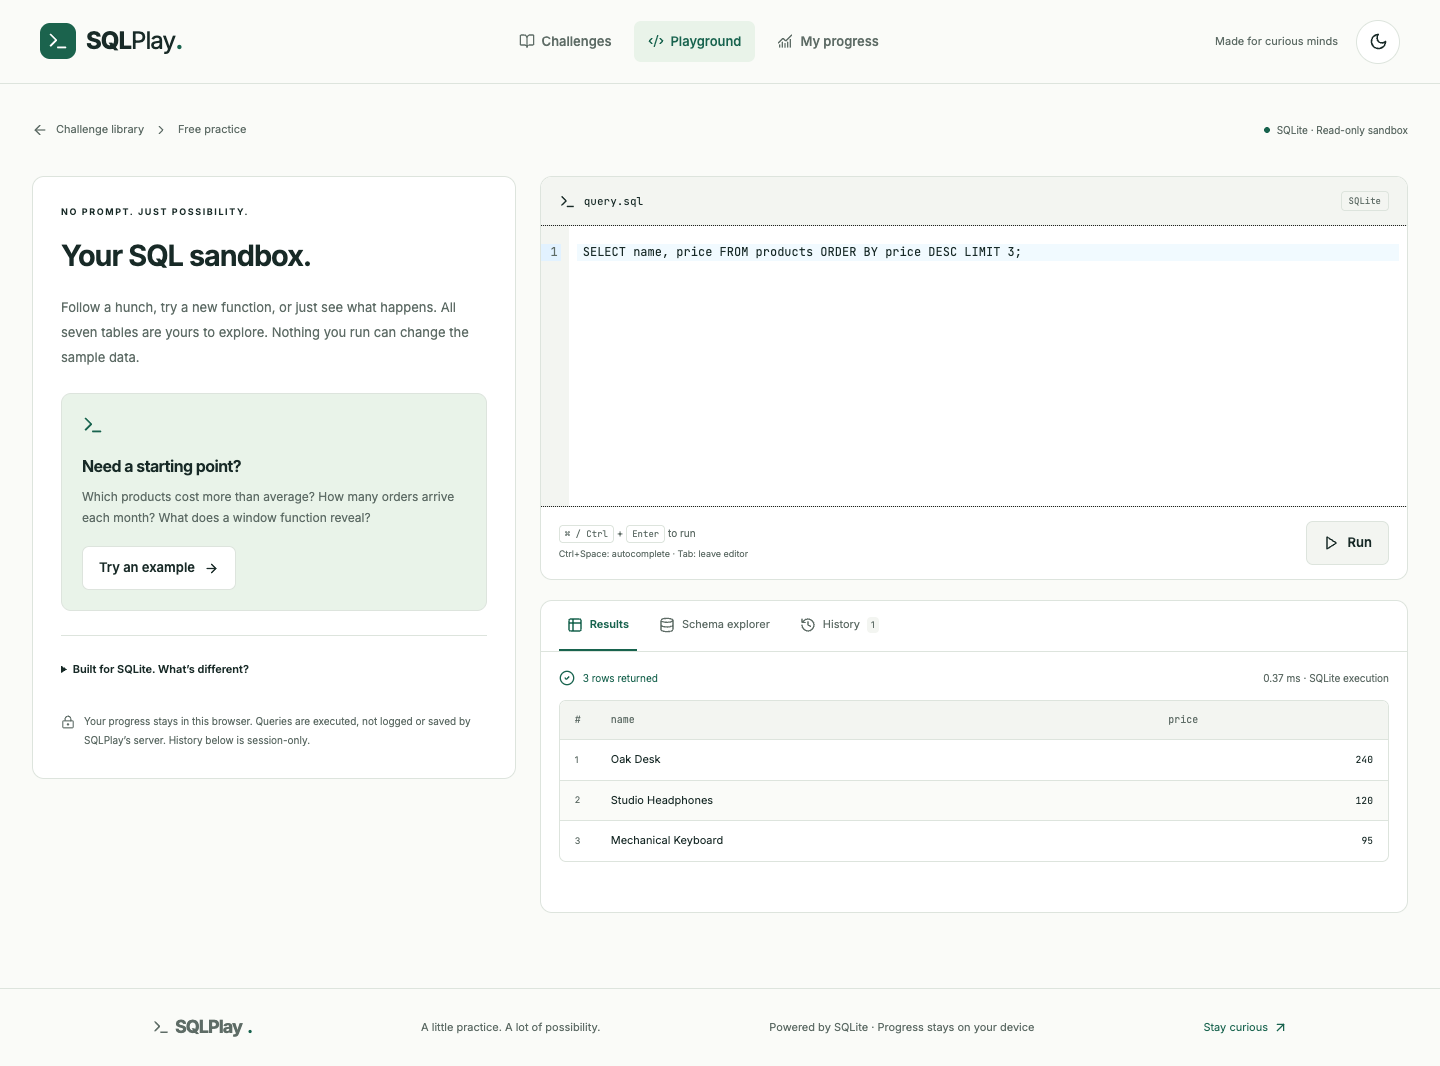 SQLPlay.
Challenges
Playground
My progress
Made for curious minds
Challenge library
Free practice
SQLite · Read-only sandbox
NO PROMPT. JUST POSSIBILITY.
Your SQL sandbox.
Follow a hunch, try a new function, or just see what happens. All
seven tables are yours to explore. Nothing you run can change the
sample data.
Need a starting point?
Which products cost more than average? How many orders arrive
each month? What does a window function reveal?
Try an example
Built for SQLite. What’s different?
Your progress stays in this browser. Queries are executed, not logged or saved by
SQLPlay’s server. History below is session-only.
query.sql
SQLite
1 SELECT name, price FROM products ORDER BY price DESC LIMIT 3;
⌘ / Ctrl + Enter to run
Ctrl+Space: autocomplete · Tab: leave editor
Run
Results
Schema explorer
History 1
3 rows returned
0.37 ms · SQLite execution
# name price
1 Oak Desk 240
2 Studio Headphones 120
3 Mechanical Keyboard 95
SQLPlay .
A little practice. A lot of possibility.
Powered by SQLite · Progress stays on your device
Stay curious